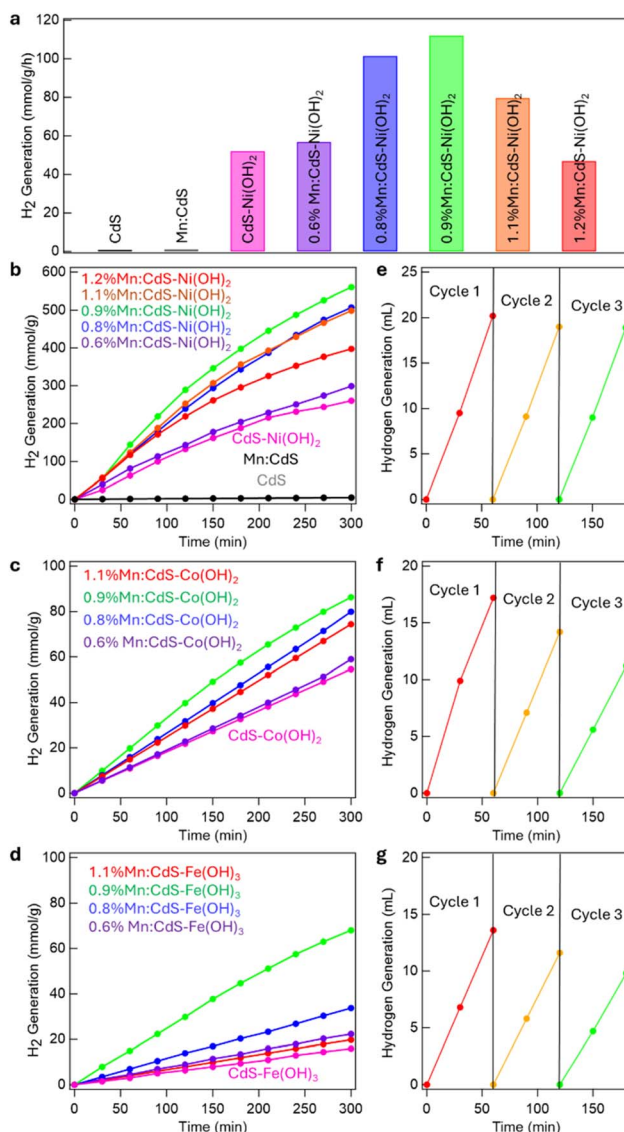 a
H2 Generation (mmol/g/h)
120
100
80
60
40
20
0
CdS
Mn:CdS
CdS-Ni(OH)2
0.6% Mn:CdS-Ni(OH)2
0.8%Mn:CdS-Ni(OH)2
0.9%Mn:CdS-Ni(OH)2
1.1%Mn:CdS-Ni(OH)2
1.2%Mn:CdS-Ni(OH)2
b
H2 Generation (mmol/g)
600
500
400
300
200
100
0
1.2%Mn:CdS-Ni(OH)2
1.1%Mn:CdS-Ni(OH)2
0.9%Mn:CdS-Ni(OH)2
0.8%Mn:CdS-Ni(OH)2
0.6%Mn:CdS-Ni(OH)2
CdS-Ni(OH)2
Mn:CdS
CdS
0 50 100 150 200 250 300
Time (min)
e
Hydrogen Generation (mL)
25
20
15
10
5
0
Cycle 1 Cycle 2 Cycle 3
0 50 100 150
Time (min)
c
H2 Generation (mmol/g)
100
80
60
40
20
0
1.1%Mn:CdS-Co(OH)2
0.9%Mn:CdS-Co(OH)2
0.8%Mn:CdS-Co(OH)2
0.6% Mn:CdS-Co(OH)2
CdS-Co(OH)2
0 50 100 150 200 250 300
Time (min)
f
Hydrogen Generation (mL)
20
15
10
5
0
Cycle 1 Cycle 2 Cycle 3
0 50 100 150
Time (min)
d
H2 Generation (mmol/g)
100
80
60
40
20
0
1.1%Mn:CdS-Fe(OH)3
0.9%Mn:CdS-Fe(OH)3
0.8%Mn:CdS-Fe(OH)3
0.6% Mn:CdS-Fe(OH)3
CdS-Fe(OH)3
0 50 100 150 200 250 300
Time (min)
g
Hydrogen Generation (mL)
20
15
10
5
0
Cycle 1 Cycle 2 Cycle 3
0 50 100 150
Time (min)